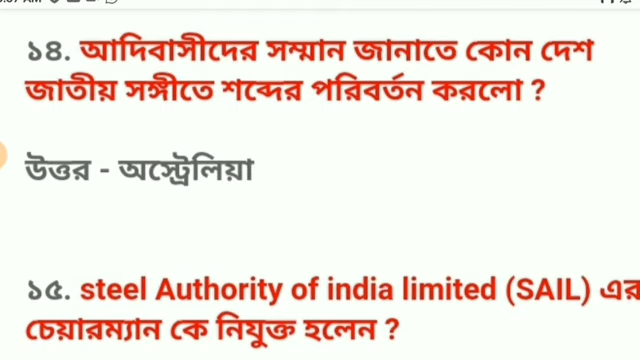 ১৪. আদিবাসীদের সম্মান জানাতে কোন দেশ
জাতীয় সঙ্গীতে শব্দের পরিবর্তন করলো ?
উত্তর - অস্ট্রেলিয়া
১৫. steel Authority of india limited (SAIL) এর
চেয়ারম্যান কে নিযুক্ত হলেন ?